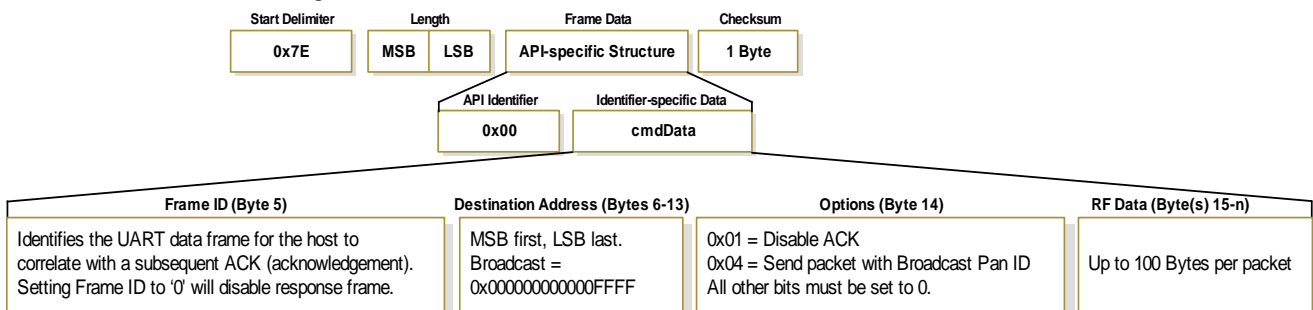 Start Delimiter Length Frame Data Checksum
0x7E MSB LSB API-specific Structure 1 Byte
API Identifier Identifier-specific Data
0x00 cmdData
Frame ID (Byte 5)
Identifies the UART data frame for the host to
correlate with a subsequent ACK (acknowledgement).
Setting Frame ID to ‘0’ will disable response frame.
Destination Address (Bytes 6-13)
MSB first, LSB last.
Broadcast =
0x000000000000FFFF
Options (Byte 14)
0x01 = Disable ACK
0x04 = Send packet with Broadcast Pan ID
All other bits must be set to 0.
RF Data (Byte(s) 15-n)
Up to 100 Bytes per packet